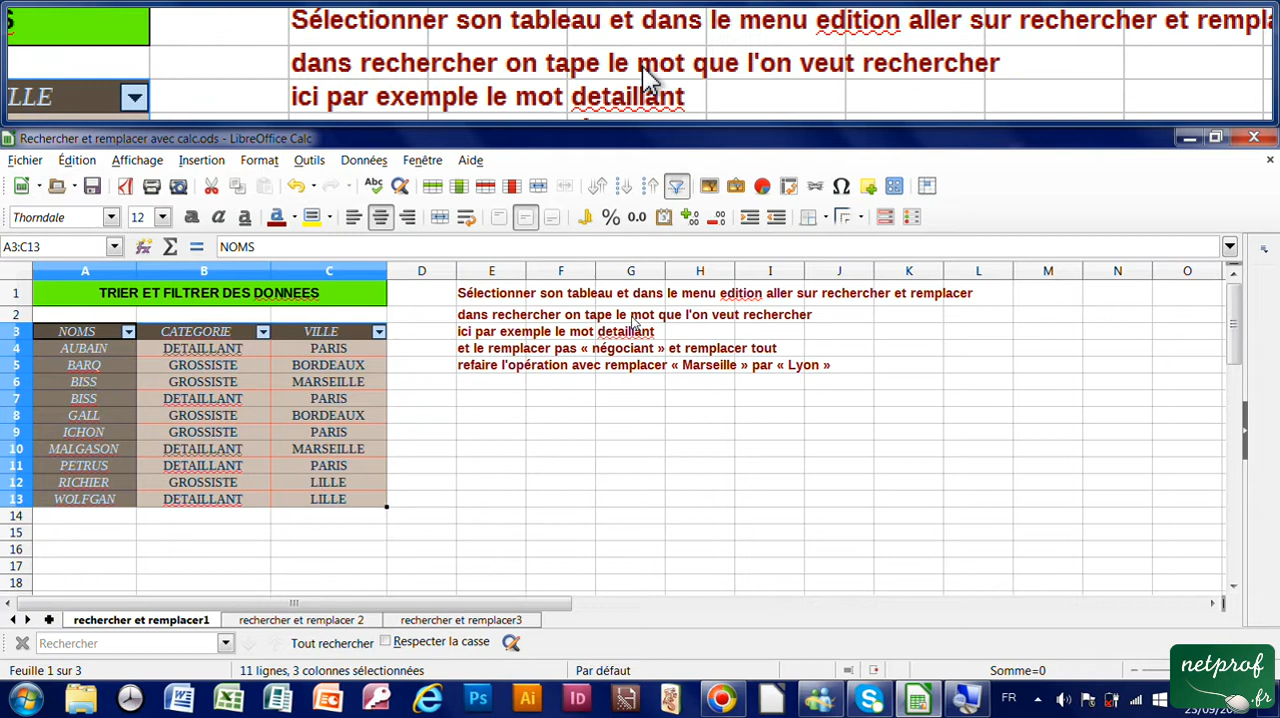 S
Sélectionner son tableau et dans le menu edition aller sur rechercher et rempla
dans rechercher on tape le mot que l'on veut rechercher
LLE
ici par exemple le mot detaillant
Rechercher et remplacer avec calc.ods - LibreOffice Calc
Fichier Édition Affichage Insertion Format Outils Données Fenêtre Aide
Thorndale 12
A3:C13 NOMS
A B C D E F G H I J K L M N O
1 TRIER ET FILTRER DES DONNEES Sélectionner son tableau et dans le menu edition aller sur rechercher et remplacer
2 dans rechercher on tape le mot que l'on veut rechercher
3 NOMS CATEGORIE VILLE ici par exemple le mot detaillant
4 AUBAIN DETAILLANT PARIS et le remplacer pas « négociant » et remplacer tout
5 BARQ GROSSISTE BORDEAUX refaire l'opération avec remplacer « Marseille » par « Lyon »
6 BISS GROSSISTE MARSEILLE
7 BISS DETAILLANT PARIS
8 GALL GROSSISTE BORDEAUX
9 ICHON GROSSISTE PARIS
10 MALGASON DETAILLANT MARSEILLE
11 PETRUS DETAILLANT PARIS
12 RICHIER GROSSISTE LILLE
13 WOLFGAN DETAILLANT LILLE
14
15
16
17
18
rechercher et remplacer1 rechercher et remplacer 2 rechercher et remplacer3
Rechercher Tout rechercher Respecter la casse
Feuille 1 sur 3 11 lignes, 3 colonnes sélectionnées Par défaut Somme=0
netprof.fr
Ps Ai Id FR